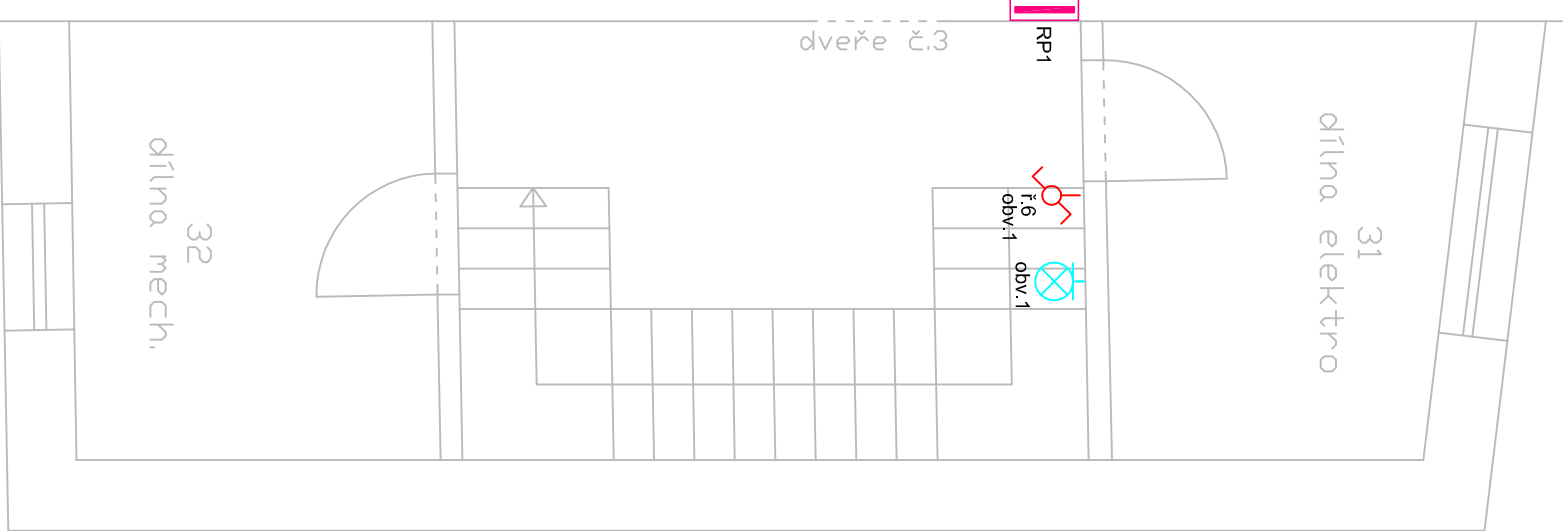 dveře č.3
RP1
ř.6
obv.1
obv.1
32
dílna mech.
31
dílna elektro